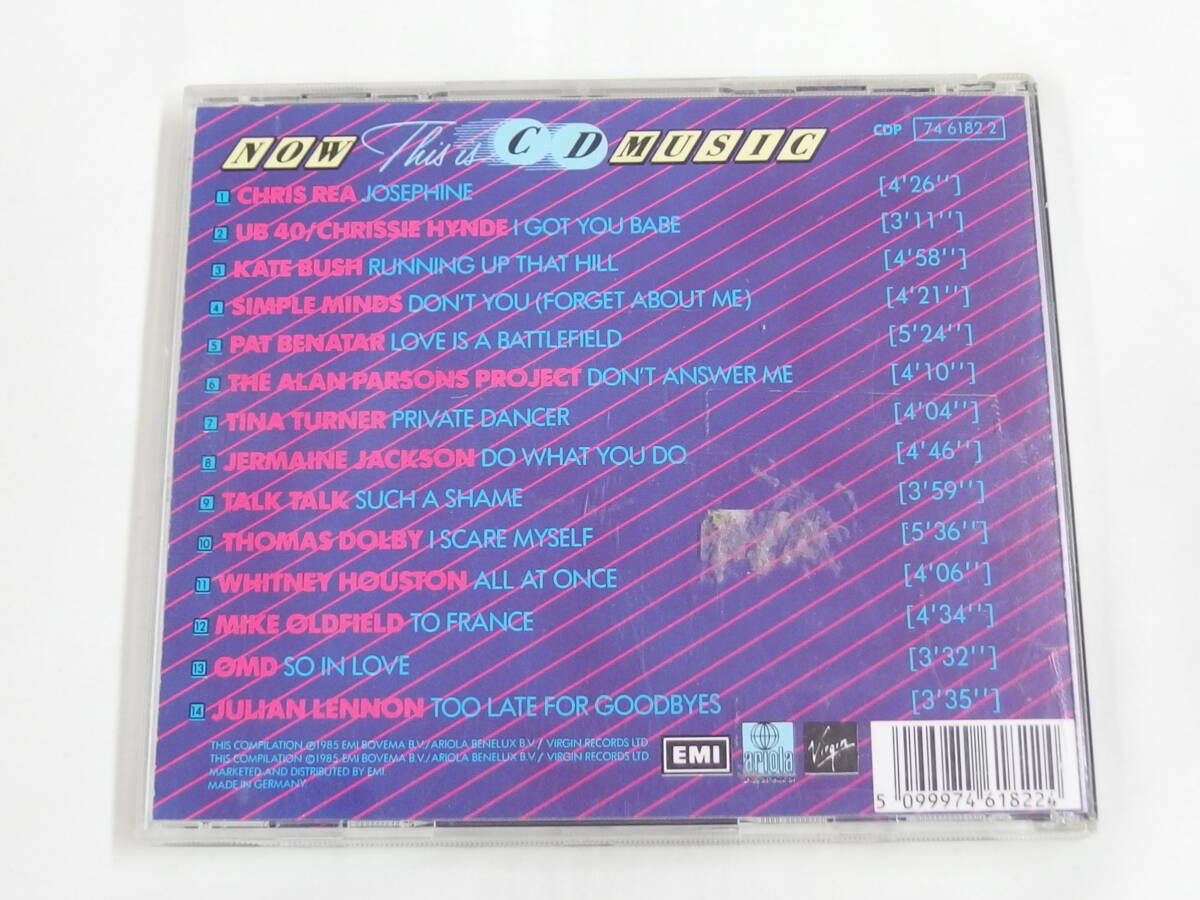 NOW This is CD MUSIC CDP 74 6182 2
1 CHRIS REA JOSEPHINE [4'26'']
2 UB 40/CHRISSIE HYNDE I GOT YOU BABE [3'11'']
3 KATE BUSH RUNNING UP THAT HILL [4'58'']
4 SIMPLE MINDS DON'T YOU (FORGET ABOUT ME) [4'21'']
5 PAT BENATAR LOVE IS A BATTLEFIELD [5'24'']
6 THE ALAN PARSONS PROJECT DON'T ANSWER ME [4'10'']
7 TINA TURNER PRIVATE DANCER [4'04'']
8 JERMAINE JACKSON DO WHAT YOU DO [4'46'']
9 TALK TALK SUCH A SHAME [3'59'']
10 THOMAS DOLBY I SCARE MYSELF [5'36'']
11 WHITNEY HOUSTON ALL AT ONCE [4'06'']
12 MIKE OLDFIELD TO FRANCE [4'34'']
13 OMD SO IN LOVE [3'32'']
14 JULIAN LENNON TOO LATE FOR GOODBYES [3'35'']
THIS COMPILATION ℗1985 EMI BOVEMA B.V./ARIOLA BENELUX B.V./ VIRGIN RECORDS LTD
THIS COMPILATION ©1985 EMI BOVEMA B.V./ARIOLA BENELUX B.V./ VIRGIN RECORDS LTD
MARKETED AND DISTRIBUTED BY EMI
MADE IN GERMANY
EMI ariola Virgin
5 099974 618224